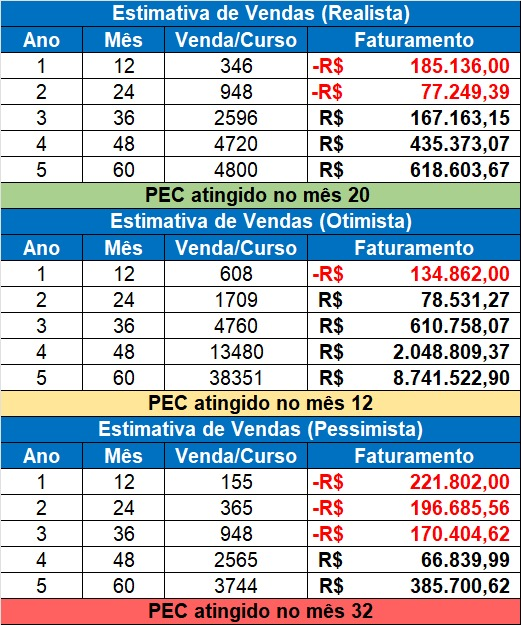 Estimativa de Vendas (Realista)
Ano Mês Venda/Curso Faturamento
1 12 346 -R$ 185.136,00
2 24 948 -R$ 77.249,39
3 36 2596 R$ 167.163,15
4 48 4720 R$ 435.373,07
5 60 4800 R$ 618.603,67
PEC atingido no mês 20
Estimativa de Vendas (Otimista)
Ano Mês Venda/Curso Faturamento
1 12 608 -R$ 134.862,00
2 24 1709 R$ 78.531,27
3 36 4760 R$ 610.758,07
4 48 13480 R$ 2.048.809,37
5 60 38351 R$ 8.741.522,90
PEC atingido no mês 12
Estimativa de Vendas (Pessimista)
Ano Mês Venda/Curso Faturamento
1 12 155 -R$ 221.802,00
2 24 365 -R$ 196.685,56
3 36 948 -R$ 170.404,62
4 48 2565 R$ 66.839,99
5 60 3744 R$ 385.700,62
PEC atingido no mês 32